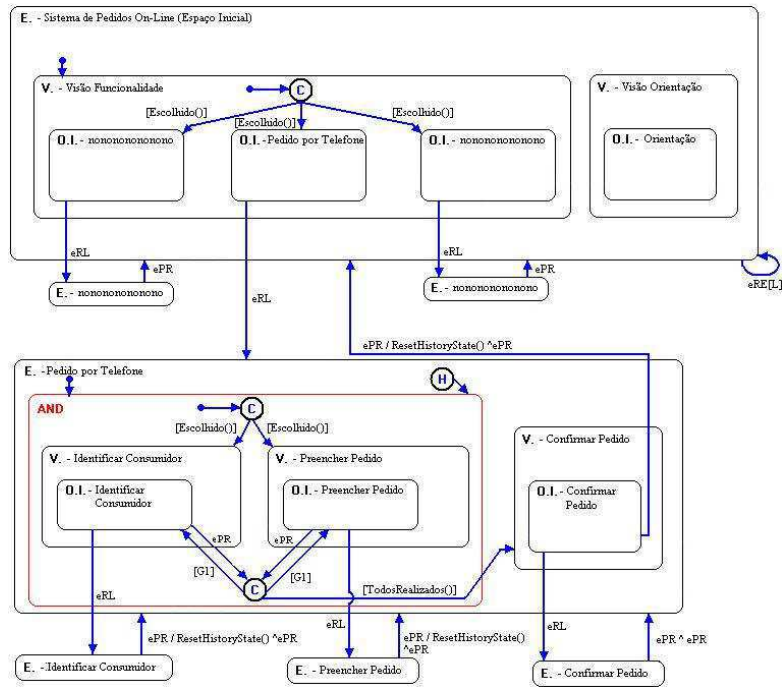 E. - Sistema de Pedidos On-Line (Espaço Inicial)
V. - Visão Funcionalidade
C
V. - Visão Orientação
[Escolhido()]
[Escolhido()]
[Escolhido()]
O.I. - nonononononono
O.I. -Pedido por Telefone
O.I. - nonononononono
O.I. - Orientação
eRL
ePR
eRL
ePR
E. - nonononononono
E. - nonononononono
eRE[L]
eRL
ePR / ResetHistoryState() ^ePR
E. -Pedido por Telefone
H
AND
C
[Escolhido()]
[Escolhido()]
V. - Confirmar Pedido
V. - Identificar Consumidor
V. - Preencher Pedido
O.I. - Identificar
Consumidor
O.I. - Preencher Pedido
O.I. - Confirmar
Pedido
ePR
ePR
[G1]
[G1]
C
[TodosRealizados()]
eRL
eRL
eRL
ePR / ResetHistoryState() ^ePR
ePR / ResetHistoryState()
^ePR
ePR ^ ePR
E. - Identificar Consumidor
E. - Preencher Pedido
E. - Confirmar Pedido